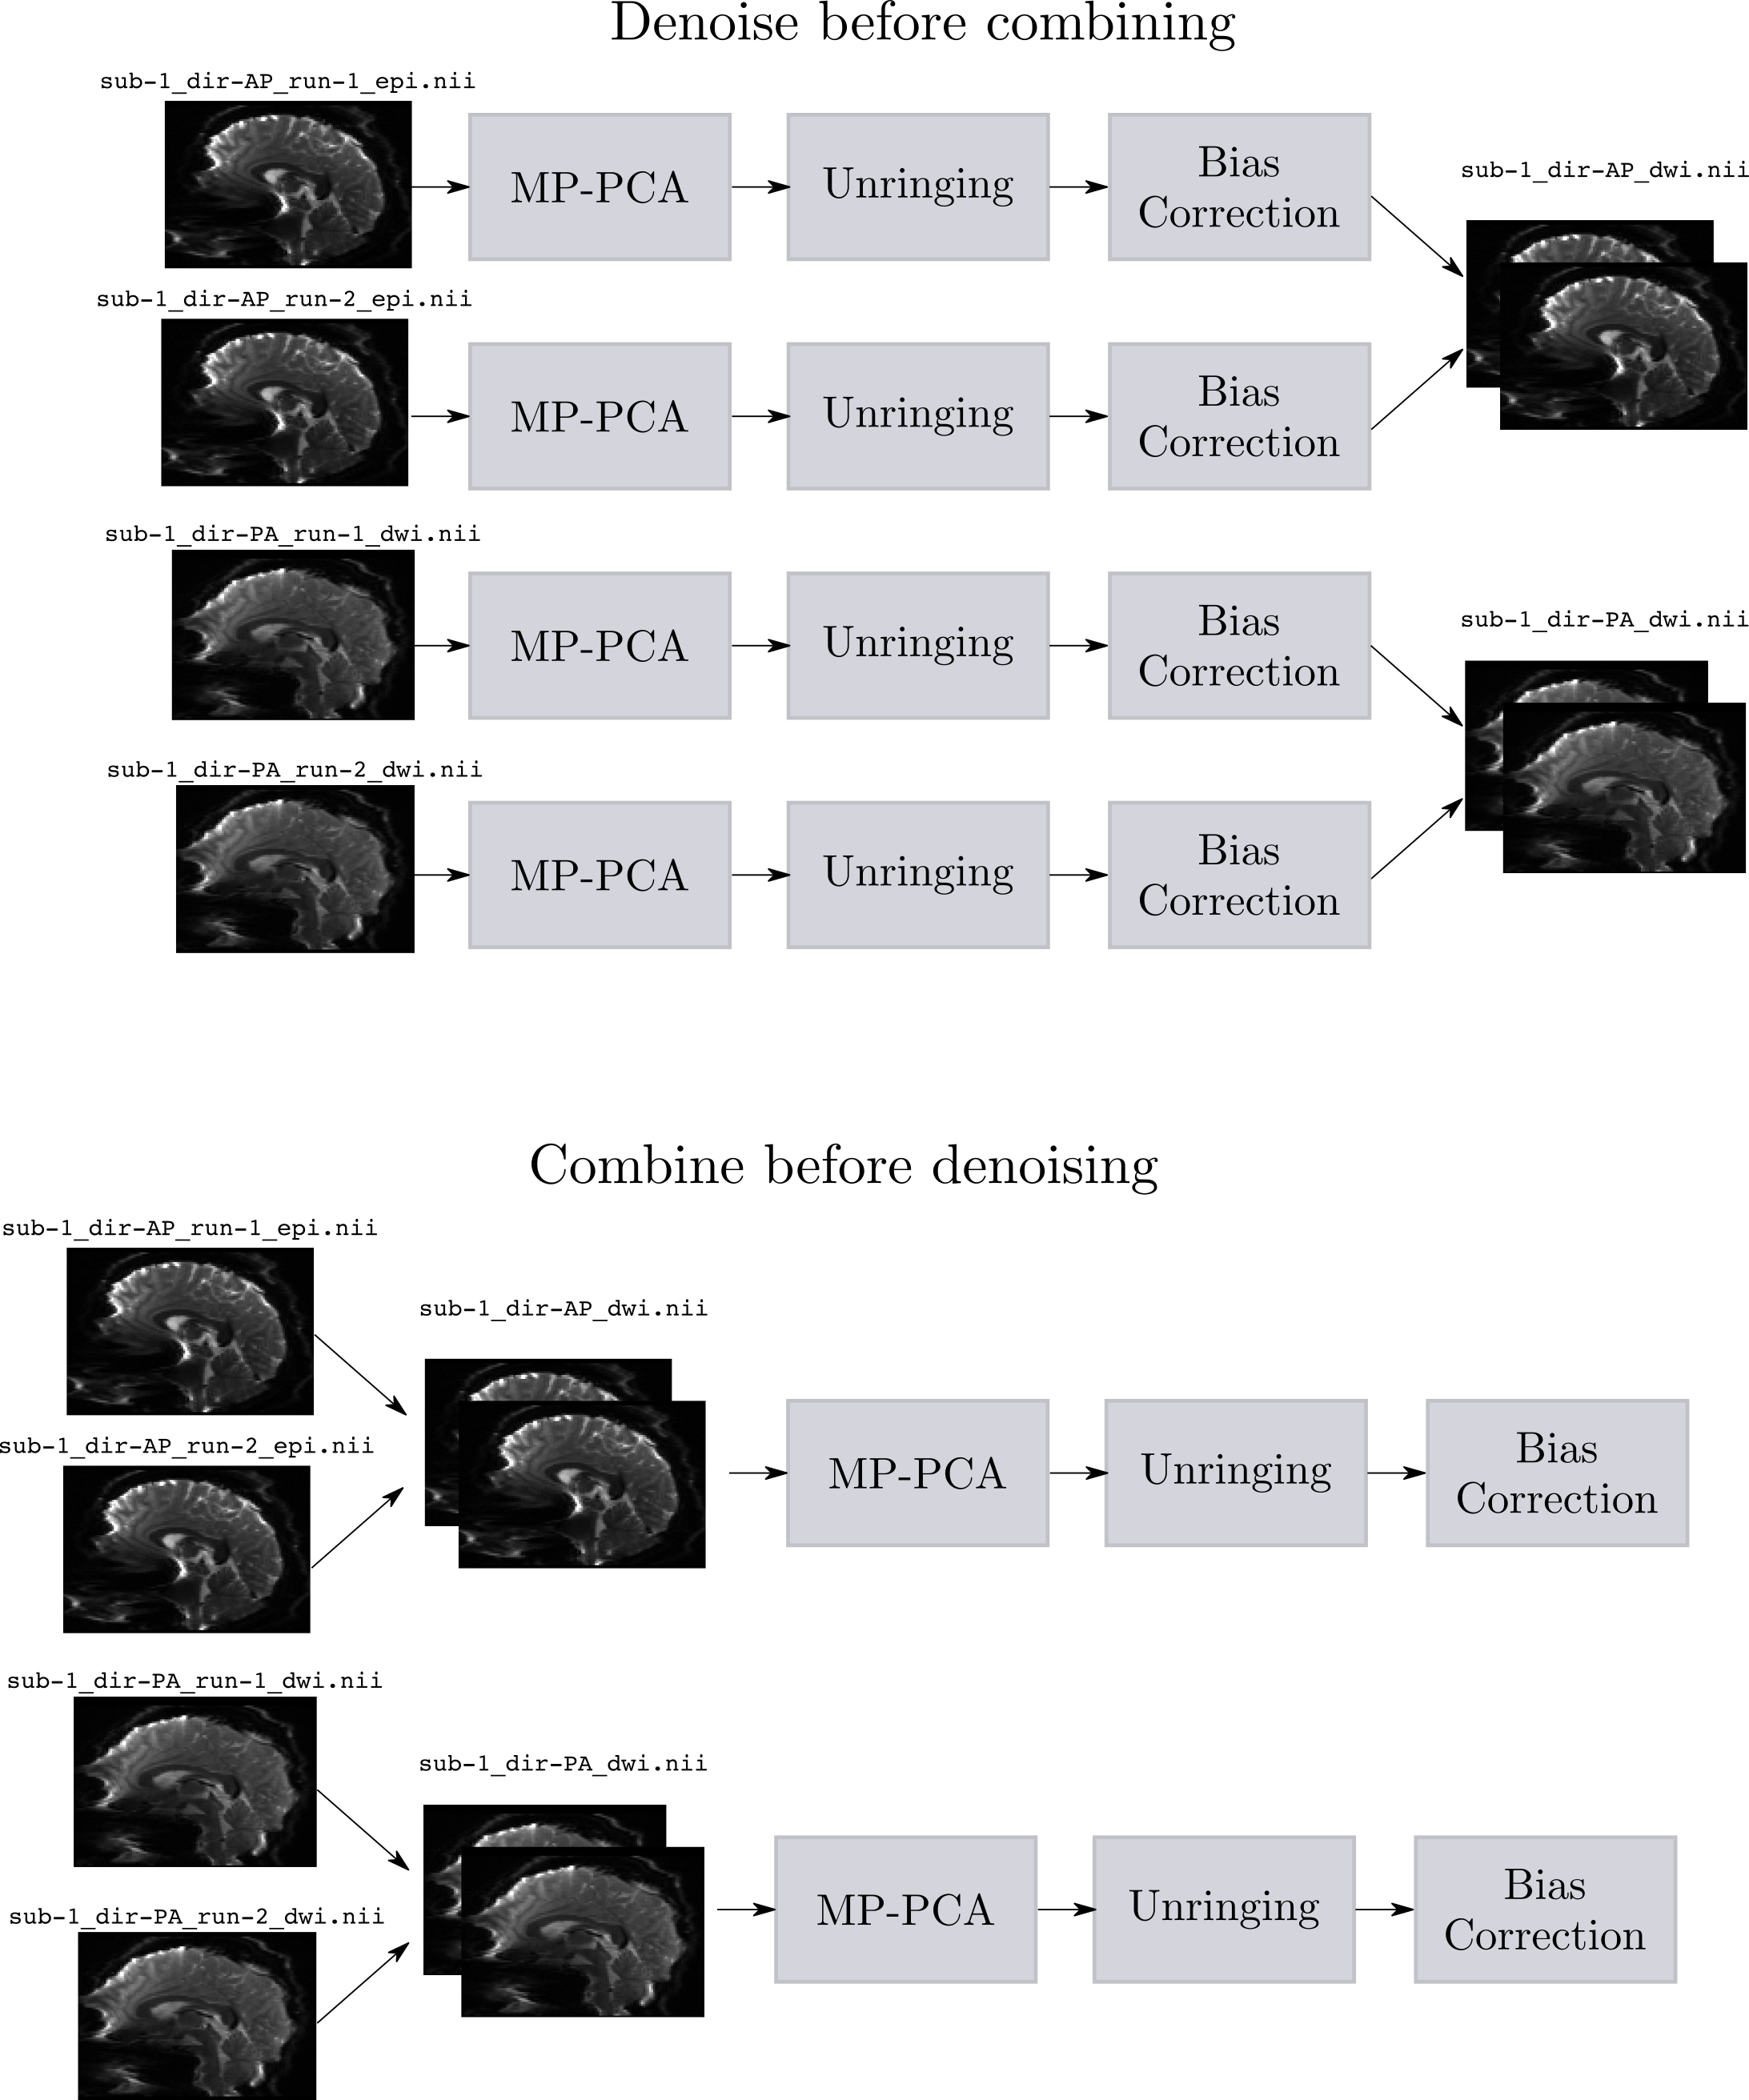 Denoise before combining
sub-1_dir-AP_run-1_epi.nii
MP-PCA
Unringing
Bias
Correction
sub-1_dir-AP_dwi.nii
sub-1_dir-AP_run-2_epi.nii
MP-PCA
Unringing
Bias
Correction
sub-1_dir-PA_run-1_dwi.nii
MP-PCA
Unringing
Bias
Correction
sub-1_dir-PA_dwi.nii
sub-1_dir-PA_run-2_dwi.nii
MP-PCA
Unringing
Bias
Correction
Combine before denoising
sub-1_dir-AP_run-1_epi.nii
sub-1_dir-AP_run-2_epi.nii
sub-1_dir-AP_dwi.nii
MP-PCA
Unringing
Bias
Correction
sub-1_dir-PA_run-1_dwi.nii
sub-1_dir-PA_run-2_dwi.nii
sub-1_dir-PA_dwi.nii
MP-PCA
Unringing
Bias
Correction